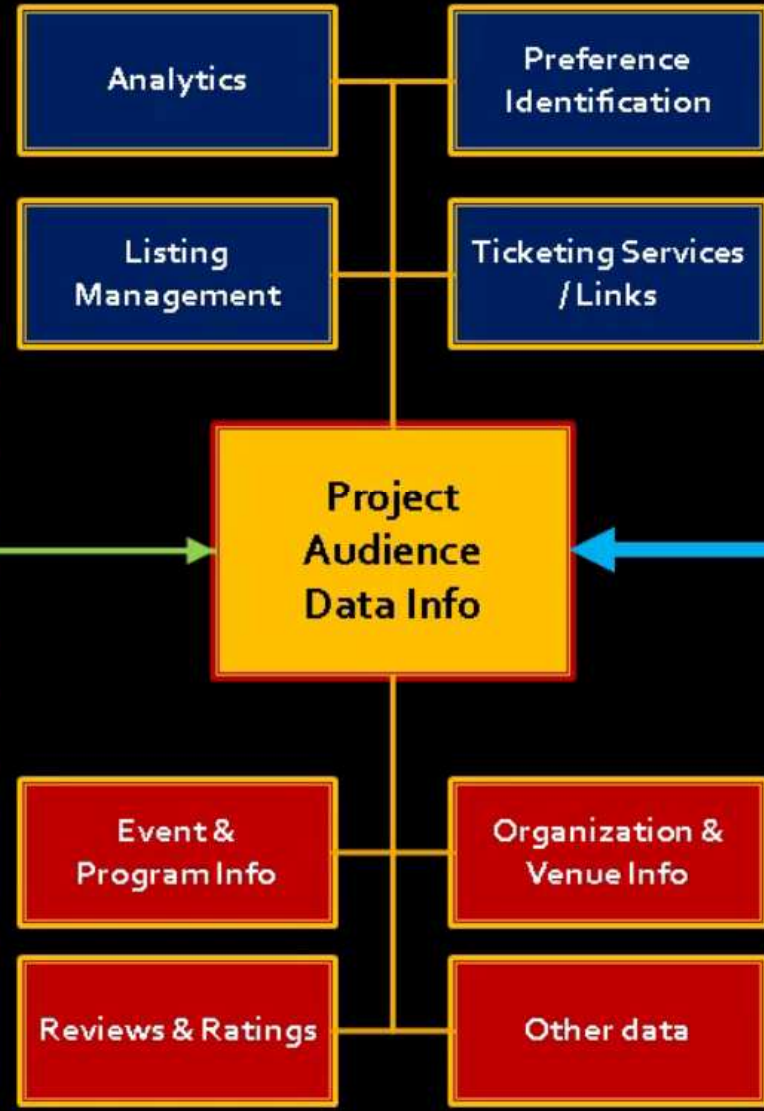 Analytics
Preference
Identification
Listing
Management
Ticketing Services
/ Links
Project
Audience
Data Info
Event &
Program Info
Organization &
Venue Info
Reviews & Ratings
Other data